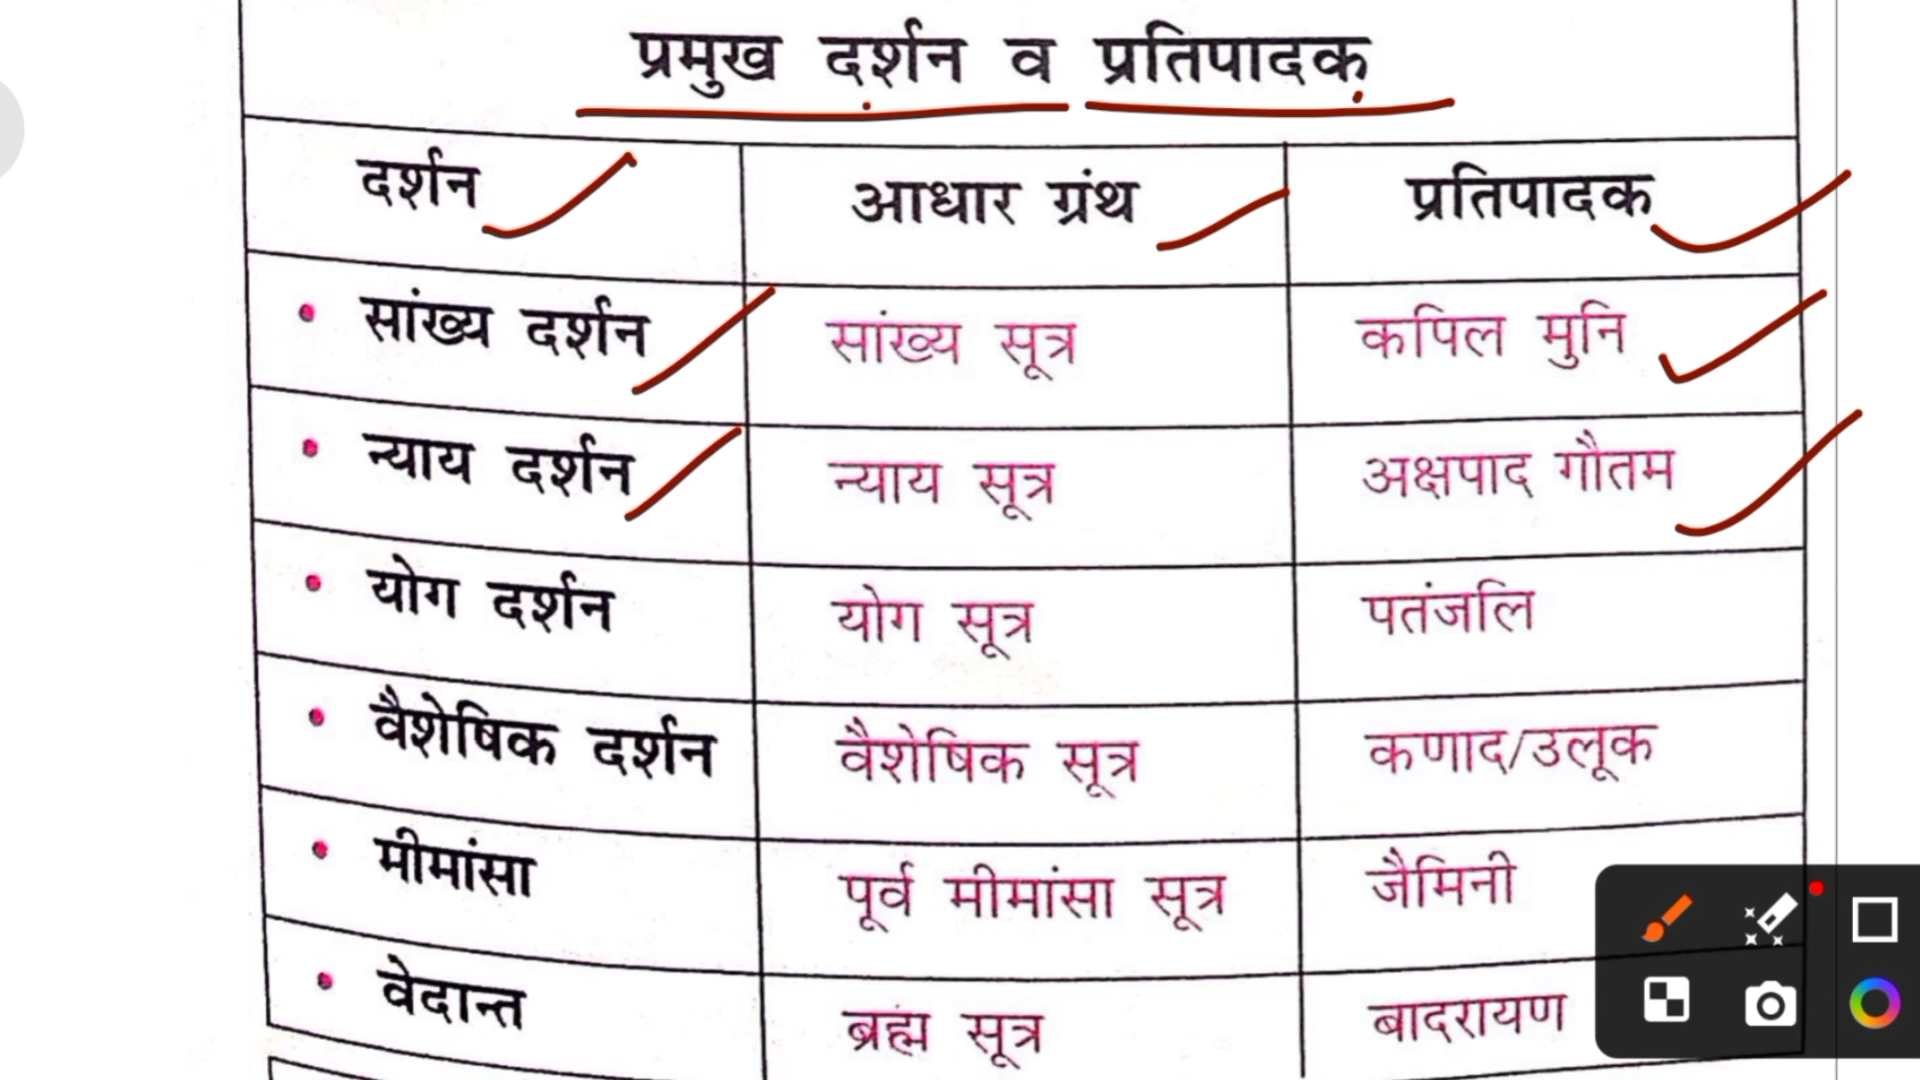 प्रमुख दर्शन व प्रतिपादक
दर्शन आधार ग्रंथ प्रतिपादक
• सांख्य दर्शन सांख्य सूत्र कपिल मुनि
• न्याय दर्शन न्याय सूत्र अक्षपाद गौतम
• योग दर्शन योग सूत्र पतंजलि
• वैशेषिक दर्शन वैशेषिक सूत्र कणाद/उलूक
• मीमांसा पूर्व मीमांसा सूत्र जैमिनी
• वेदान्त ब्रह्म सूत्र बादरायण